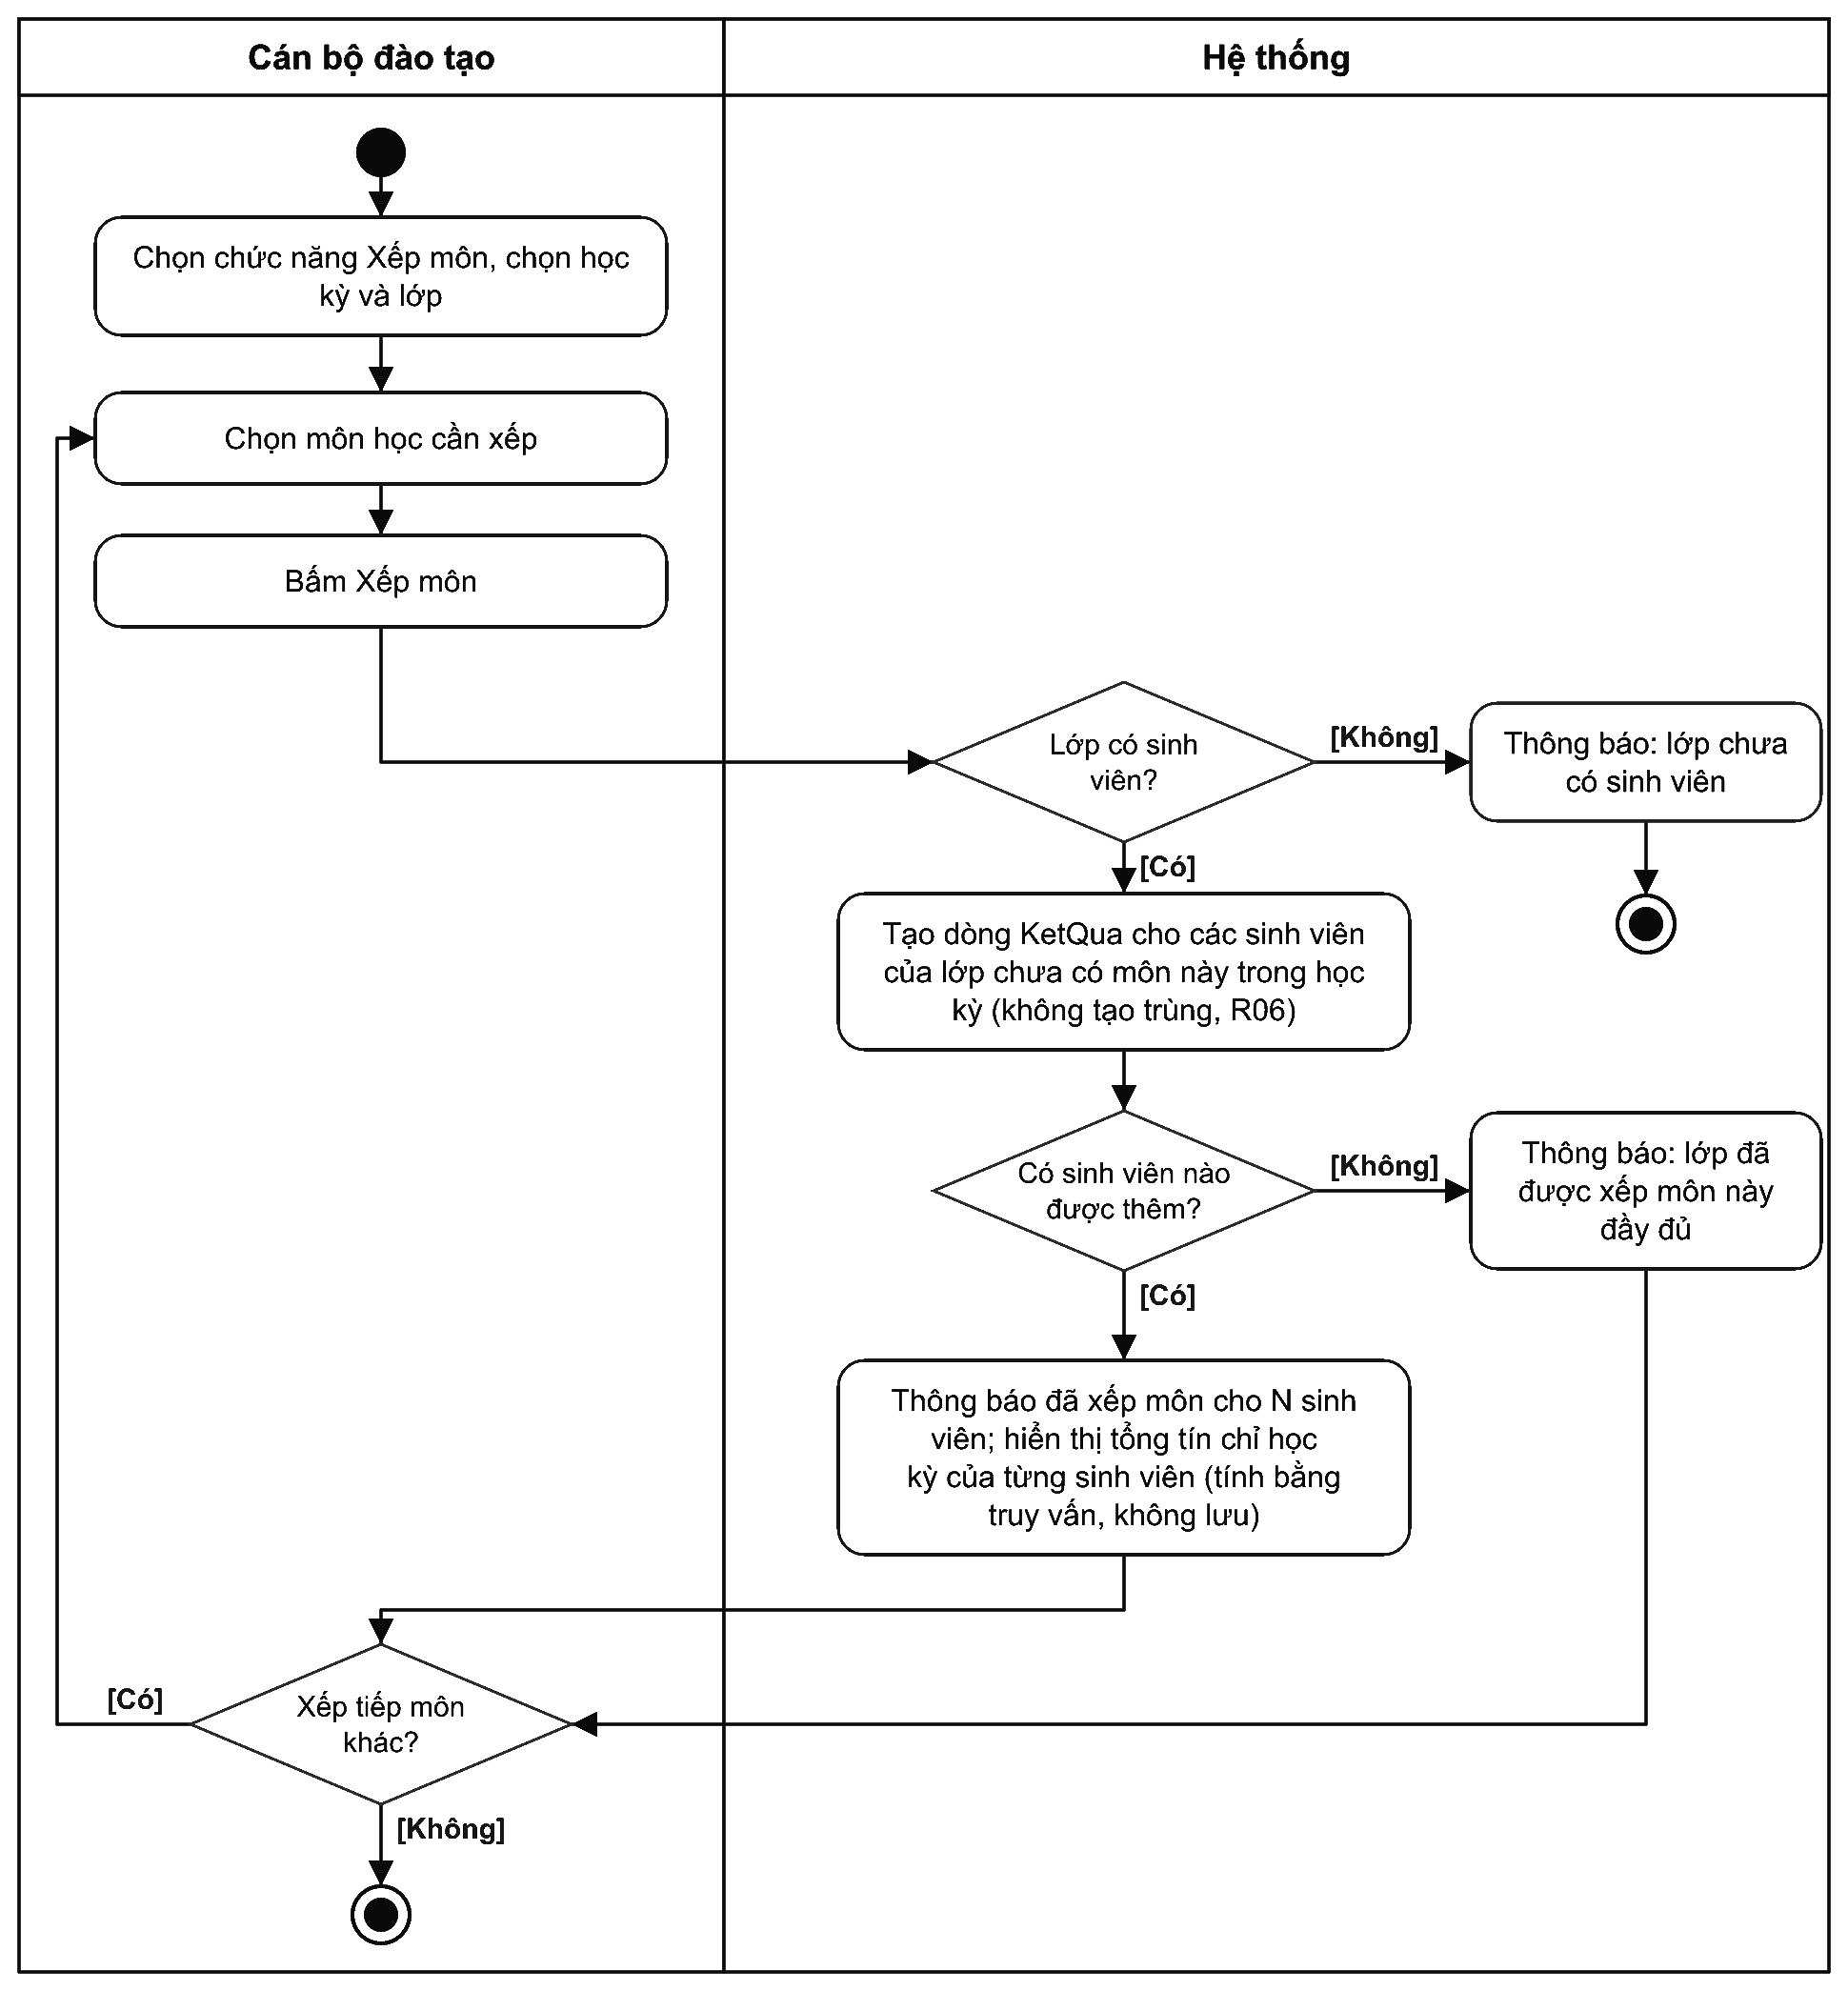 Cán bộ đào tạo
Hệ thống
Chọn chức năng Xếp môn, chọn học
kỳ và lớp
Chọn môn học cần xếp
Bấm Xếp môn
Lớp có sinh
viên?
[Không]
Thông báo: lớp chưa
có sinh viên
[Có]
Tạo dòng KetQua cho các sinh viên
của lớp chưa có môn này trong học
kỳ (không tạo trùng, R06)
Có sinh viên nào
được thêm?
[Không]
Thông báo: lớp đã
được xếp môn này
đầy đủ
[Có]
Thông báo đã xếp môn cho N sinh
viên; hiển thị tổng tín chỉ học
kỳ của từng sinh viên (tính bằng
truy vấn, không lưu)
[Có]
Xếp tiếp môn
khác?
[Không]